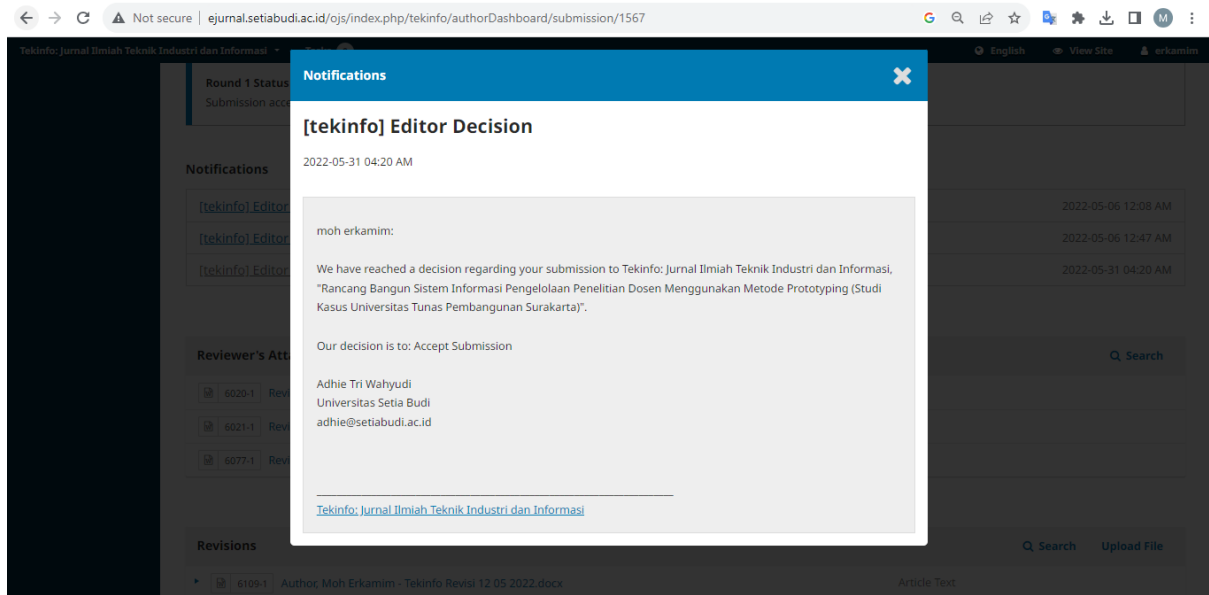 Not secure | ejurnal.setiabudi.ac.id/ojs/index.php/tekinfo/authorDashboard/submission/1567
M
Tekinfo: Jurnal Ilmiah Teknik Industri dan Informasi
English View Site erkamim
Round 1 Status
Submission
Notifications
[tekinfo] Editor Decision
2022-05-31 04:20 AM
moh erkamim:
We have reached a decision regarding your submission to Tekinfo: Jurnal Ilmiah Teknik Industri dan Informasi,
"Rancang Bangun Sistem Informasi Pengelolaan Penelitian Dosen Menggunakan Metode Prototyping (Studi
Kasus Universitas Tunas Pembangunan Surakarta)".
Our decision is to: Accept Submission
Adhie Tri Wahyudi
Universitas Setia Budi
adhie@setiabudi.ac.id
Tekinfo: Jurnal Ilmiah Teknik Industri dan Informasi
Notifications
[tekinfo] Editor 2022-05-06 12:08 AM
[tekinfo] Editor 2022-05-06 12:47 AM
[tekinfo] Editor 2022-05-31 04:20 AM
Reviewer's Search
6020-1
6021-1
6077-1
Revisions Search Upload File
6109-1 Author, Moh Erkamim - Tekinfo Revisi 12 05 2022.docx Article Text